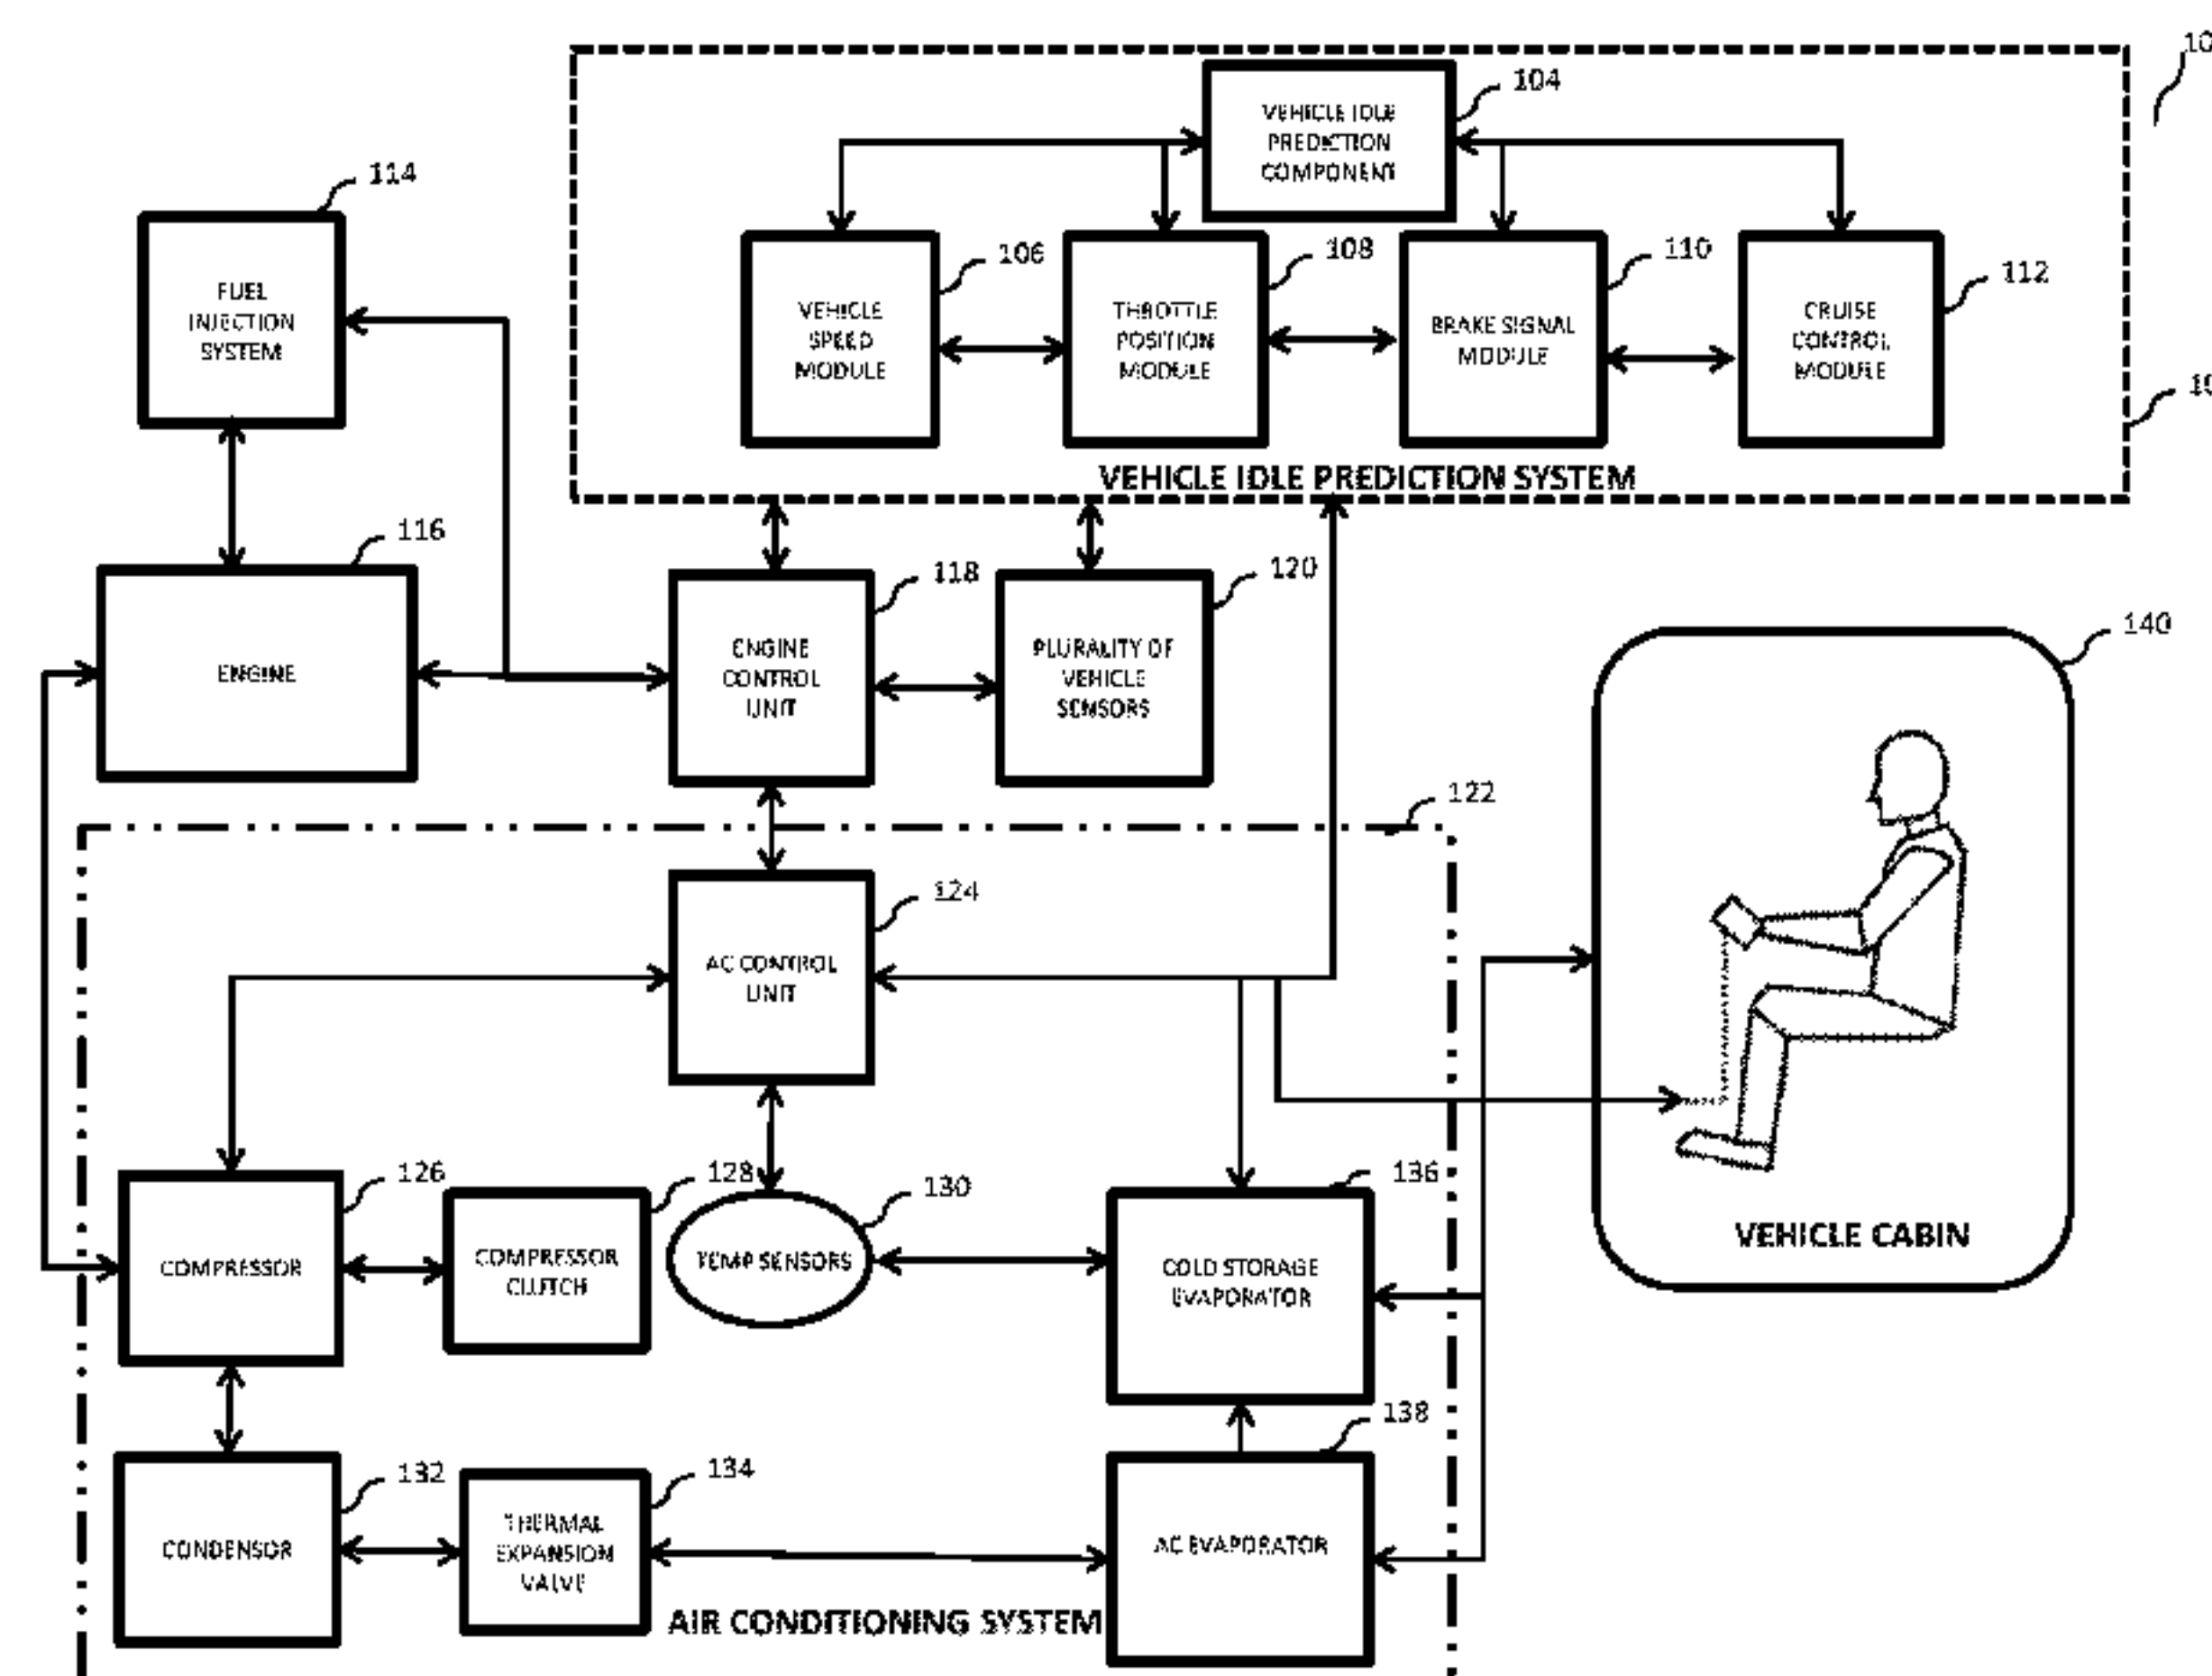 10
104
VEHICLE IDLE
PREDICTION
COMPONENT
114
106
108
110
112
FUEL
INJECTION
SYSTEM
VEHICLE
SPEED
MODULE
THROTTLE
POSITION
MODULE
BRAKE SIGNAL
MODULE
CRUISE
CONTROL
MODULE
10
VEHICLE IDLE PREDICTION SYSTEM
116
118
120
140
ENGINE
ENGINE
CONTROL
UNIT
PLURALITY OF
VEHICLE
SENSORS
122
124
AC CONTROL
UNIT
126
128
130
136
COMPRESSOR
COMPRESSOR
CLUTCH
TEMP SENSORS
COLD STORAGE
EVAPORATOR
VEHICLE CABIN
132
134
138
CONDENSOR
THERMAL
EXPANSION
VALVE
AC EVAPORATOR
AIR CONDITIONING SYSTEM